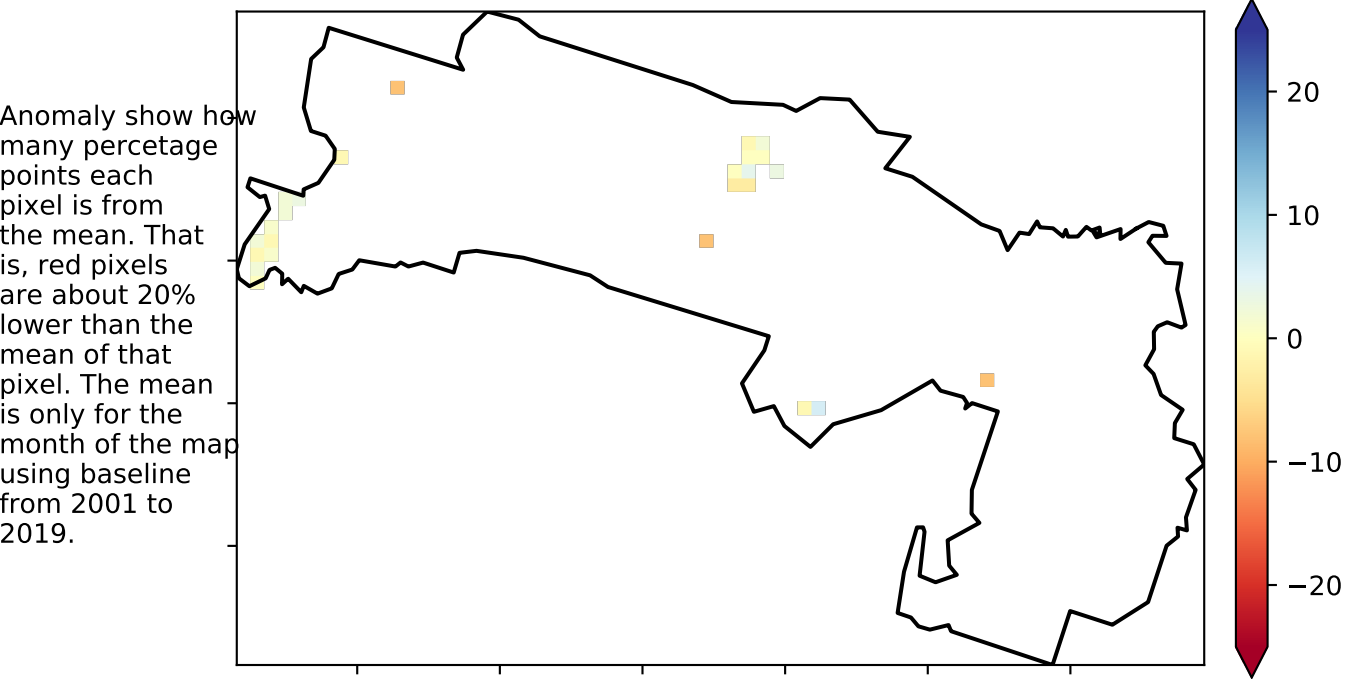 Anomaly show how
many percetage
points each
pixel is from
the mean. That
is, red pixels
are about 20%
lower than the
mean of that
pixel. The mean
is only for the
month of the map
using baseline
from 2001 to
2019.
20
10
0
−10
−20